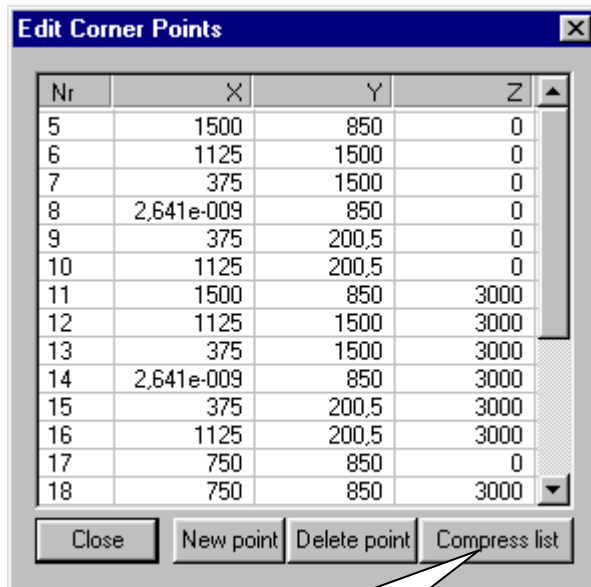 Edit Corner Points
Nr X Y Z
5 1500 850 0
6 1125 1500 0
7 375 1500 0
8 2,641e-009 850 0
9 375 200,5 0
10 1125 200,5 0
11 1500 850 3000
12 1125 1500 3000
13 375 1500 3000
14 2,641e-009 850 3000
15 375 200,5 3000
16 1125 200,5 3000
17 750 850 0
18 750 850 3000
Close New point Delete point Compress list